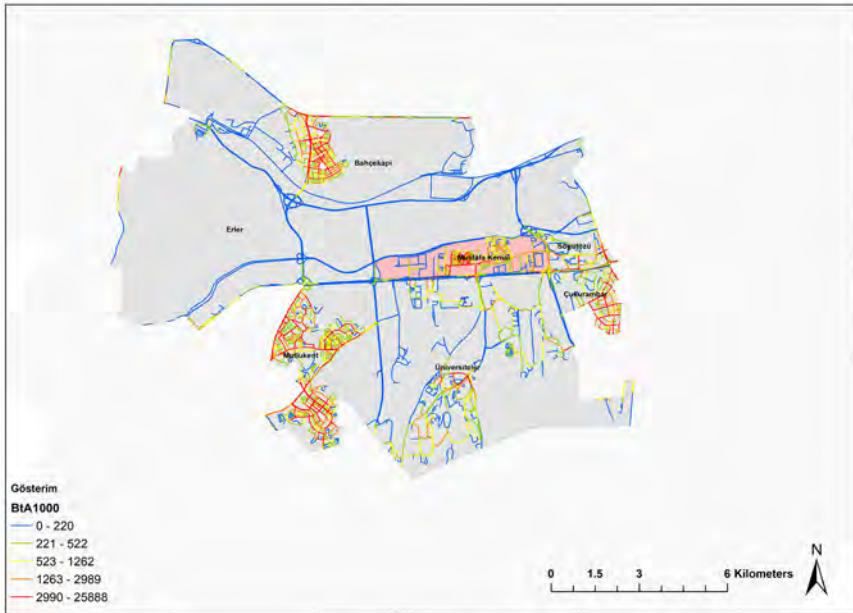 Bahçekapı
Erler
Söğütözü
Mustafa Kemal
Çukurambar
Mutlukent
Üniversiteler
Gösterim
BtA1000
0 - 220
221 - 522
523 - 1262
1263 - 2989
2990 - 25888
N
0 1.5 3 6 Kilometers